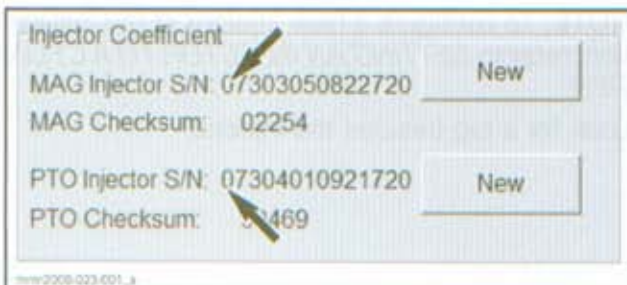 Injector Coefficient
MAG Injector S/N: 07303050822720 New
MAG Checksum: 02254
PTO Injector S/N: 07304010921720 New
PTO Checksum: